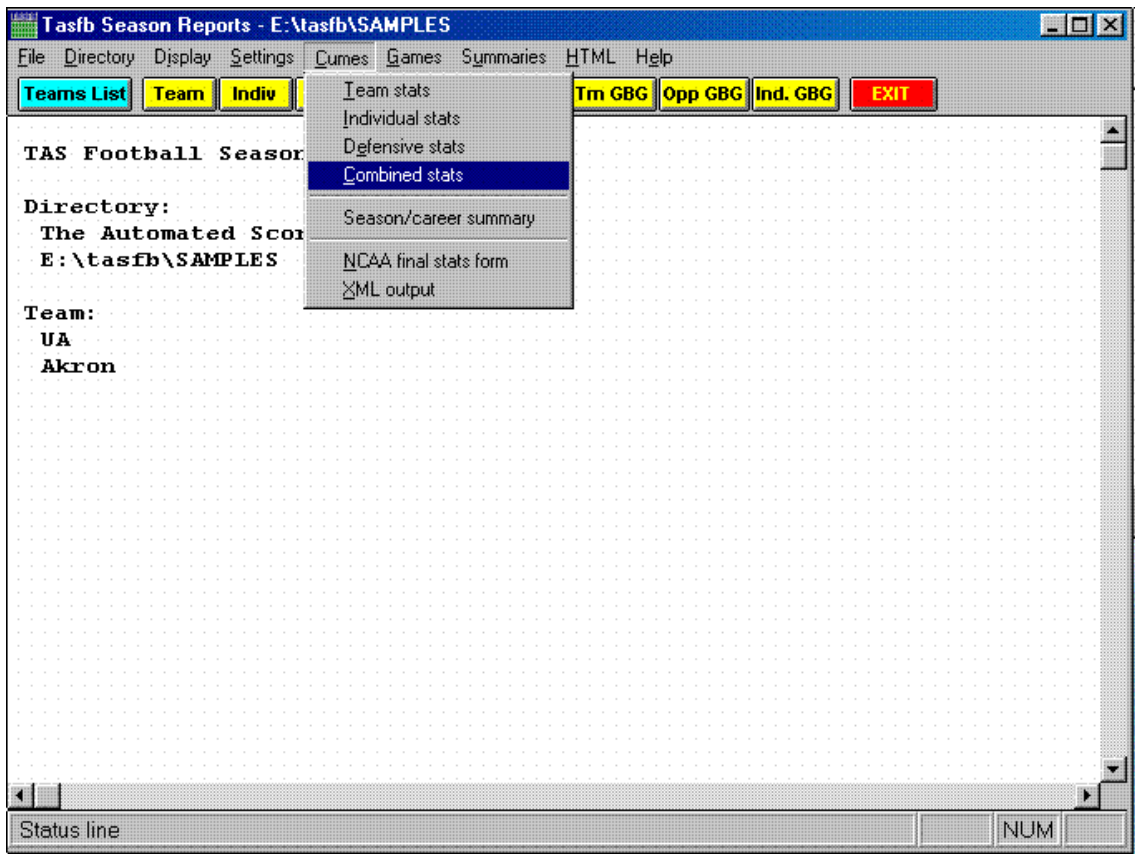 Tasfb Season Reports - E:\tasfb\SAMPLES
File Directory Display Settings Cumes Games Summaries HTML Help
Teams List Team Indiv Tm GBG Opp GBG Ind. GBG EXIT
Team stats
Individual stats
Defensive stats
Combined stats
Season/career summary
NCAA final stats form
XML output
TAS Football Season
Directory:
The Automated Scor
E:\tasfb\SAMPLES
Team:
UA
Akron
Status line NUM